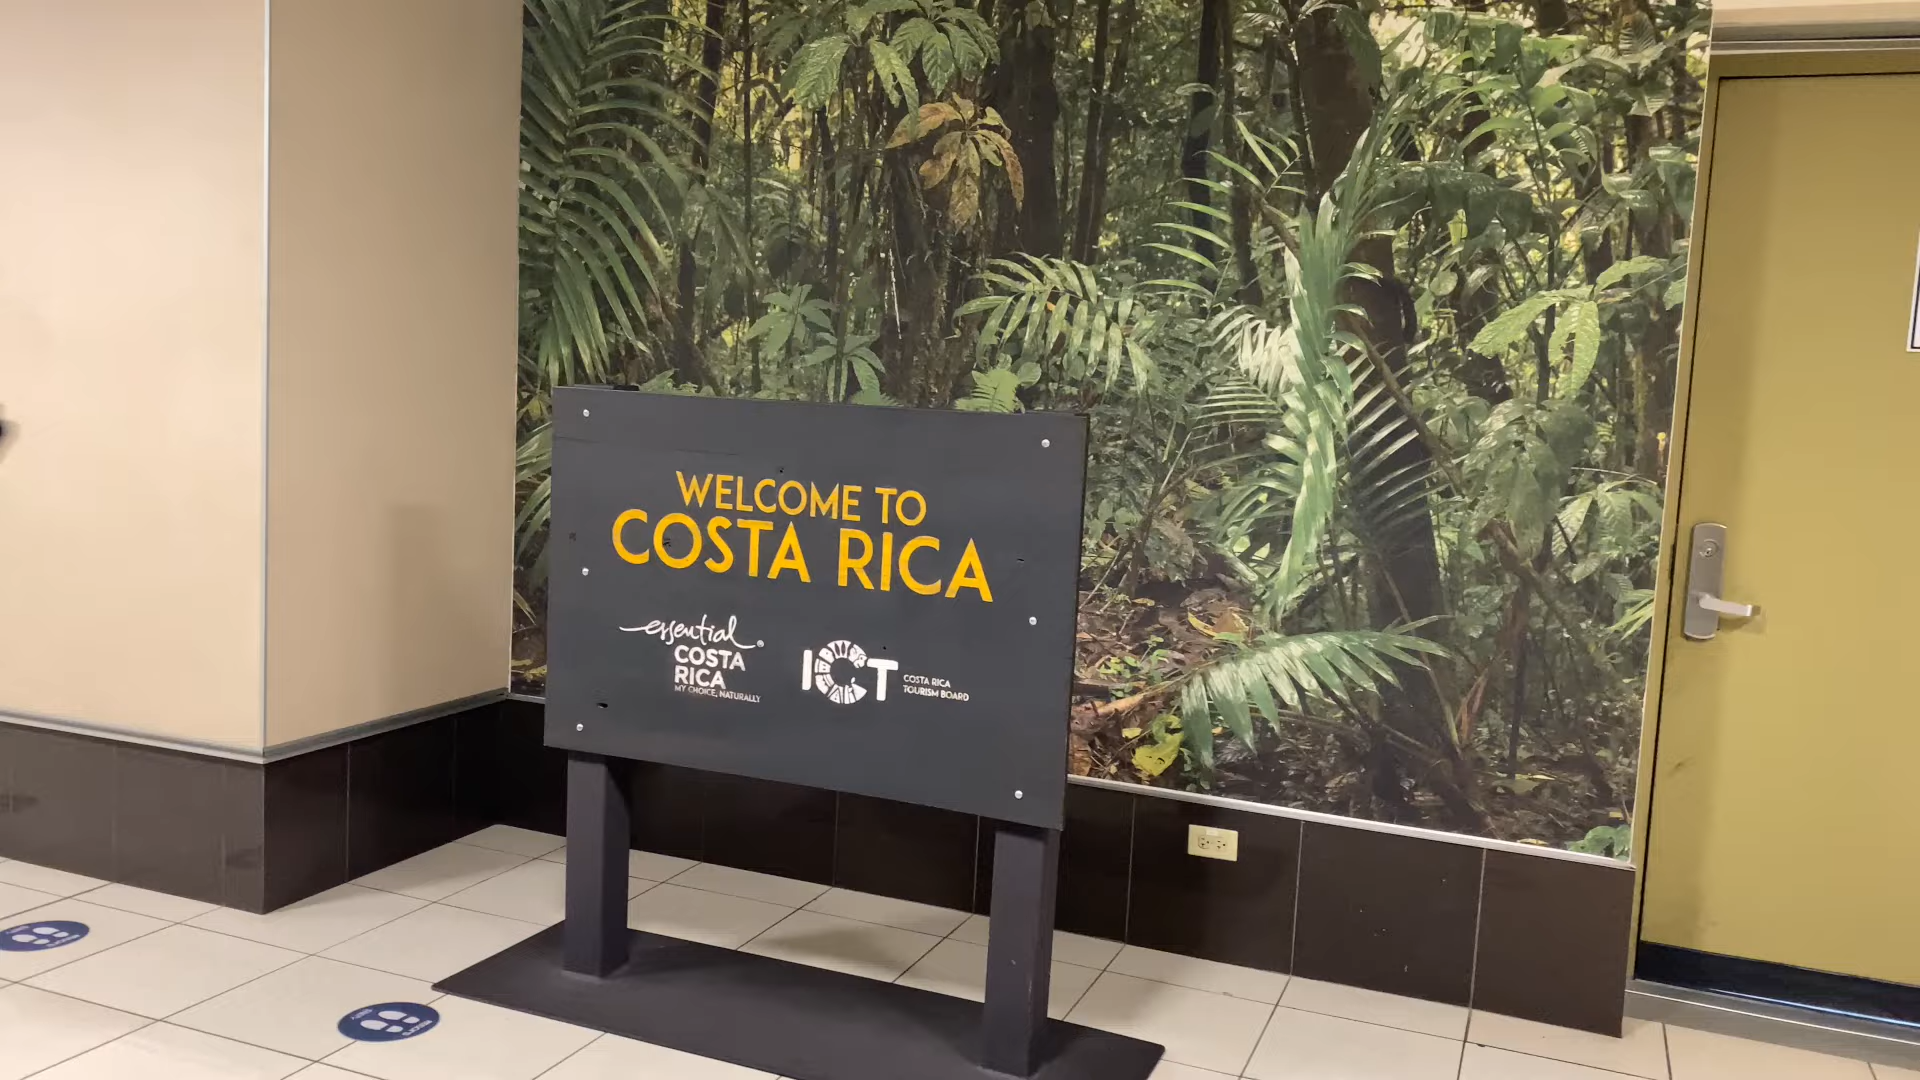 WELCOME TO
COSTA RICA
essential
COSTA
RICA
MY CHOICE, NATURALLY
ICT
COSTA RICA
TOURISM BOARD